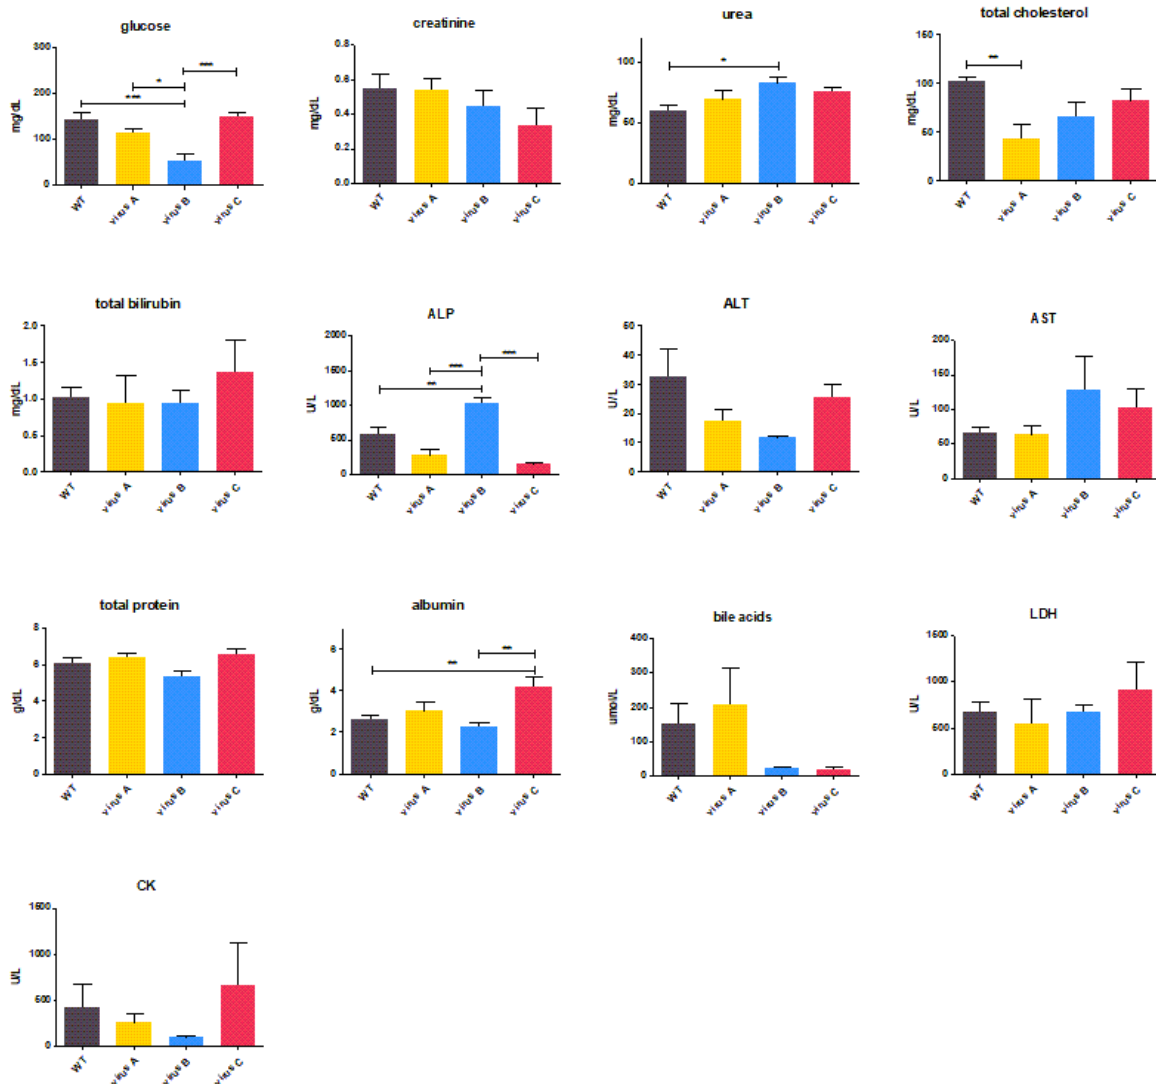 glucose
300
200
100
0
mg/dL
***
*
***
WT
virus A
virus B
virus C
creatinine
0.8
0.6
0.4
0.2
0.0
mg/dL
WT
virus A
virus B
virus C
urea
100
50
0
mg/dL
*
WT
virus A
virus B
virus C
total cholesterol
150
100
50
0
mg/dL
**
WT
virus A
virus B
virus C
total bilirubin
2.0
1.5
1.0
0.5
0.0
mg/dL
WT
virus A
virus B
virus C
ALP
2000
1500
1000
500
0
U/L
***
***
**
WT
virus A
virus B
virus C
ALT
50
40
30
20
10
0
U/L
WT
virus A
virus B
virus C
AST
200
150
100
50
0
U/L
WT
virus A
virus B
virus C
total protein
8
6
4
2
0
g/dL
WT
virus A
virus B
virus C
albumin
6
4
2
0
g/dL
**
**
WT
virus A
virus B
virus C
bile acids
400
300
200
100
0
umol/L
WT
virus A
virus B
virus C
LDH
1500
1000
500
0
U/L
WT
virus A
virus B
virus C
CK
1500
1000
500
0
U/L
WT
virus A
virus B
virus C